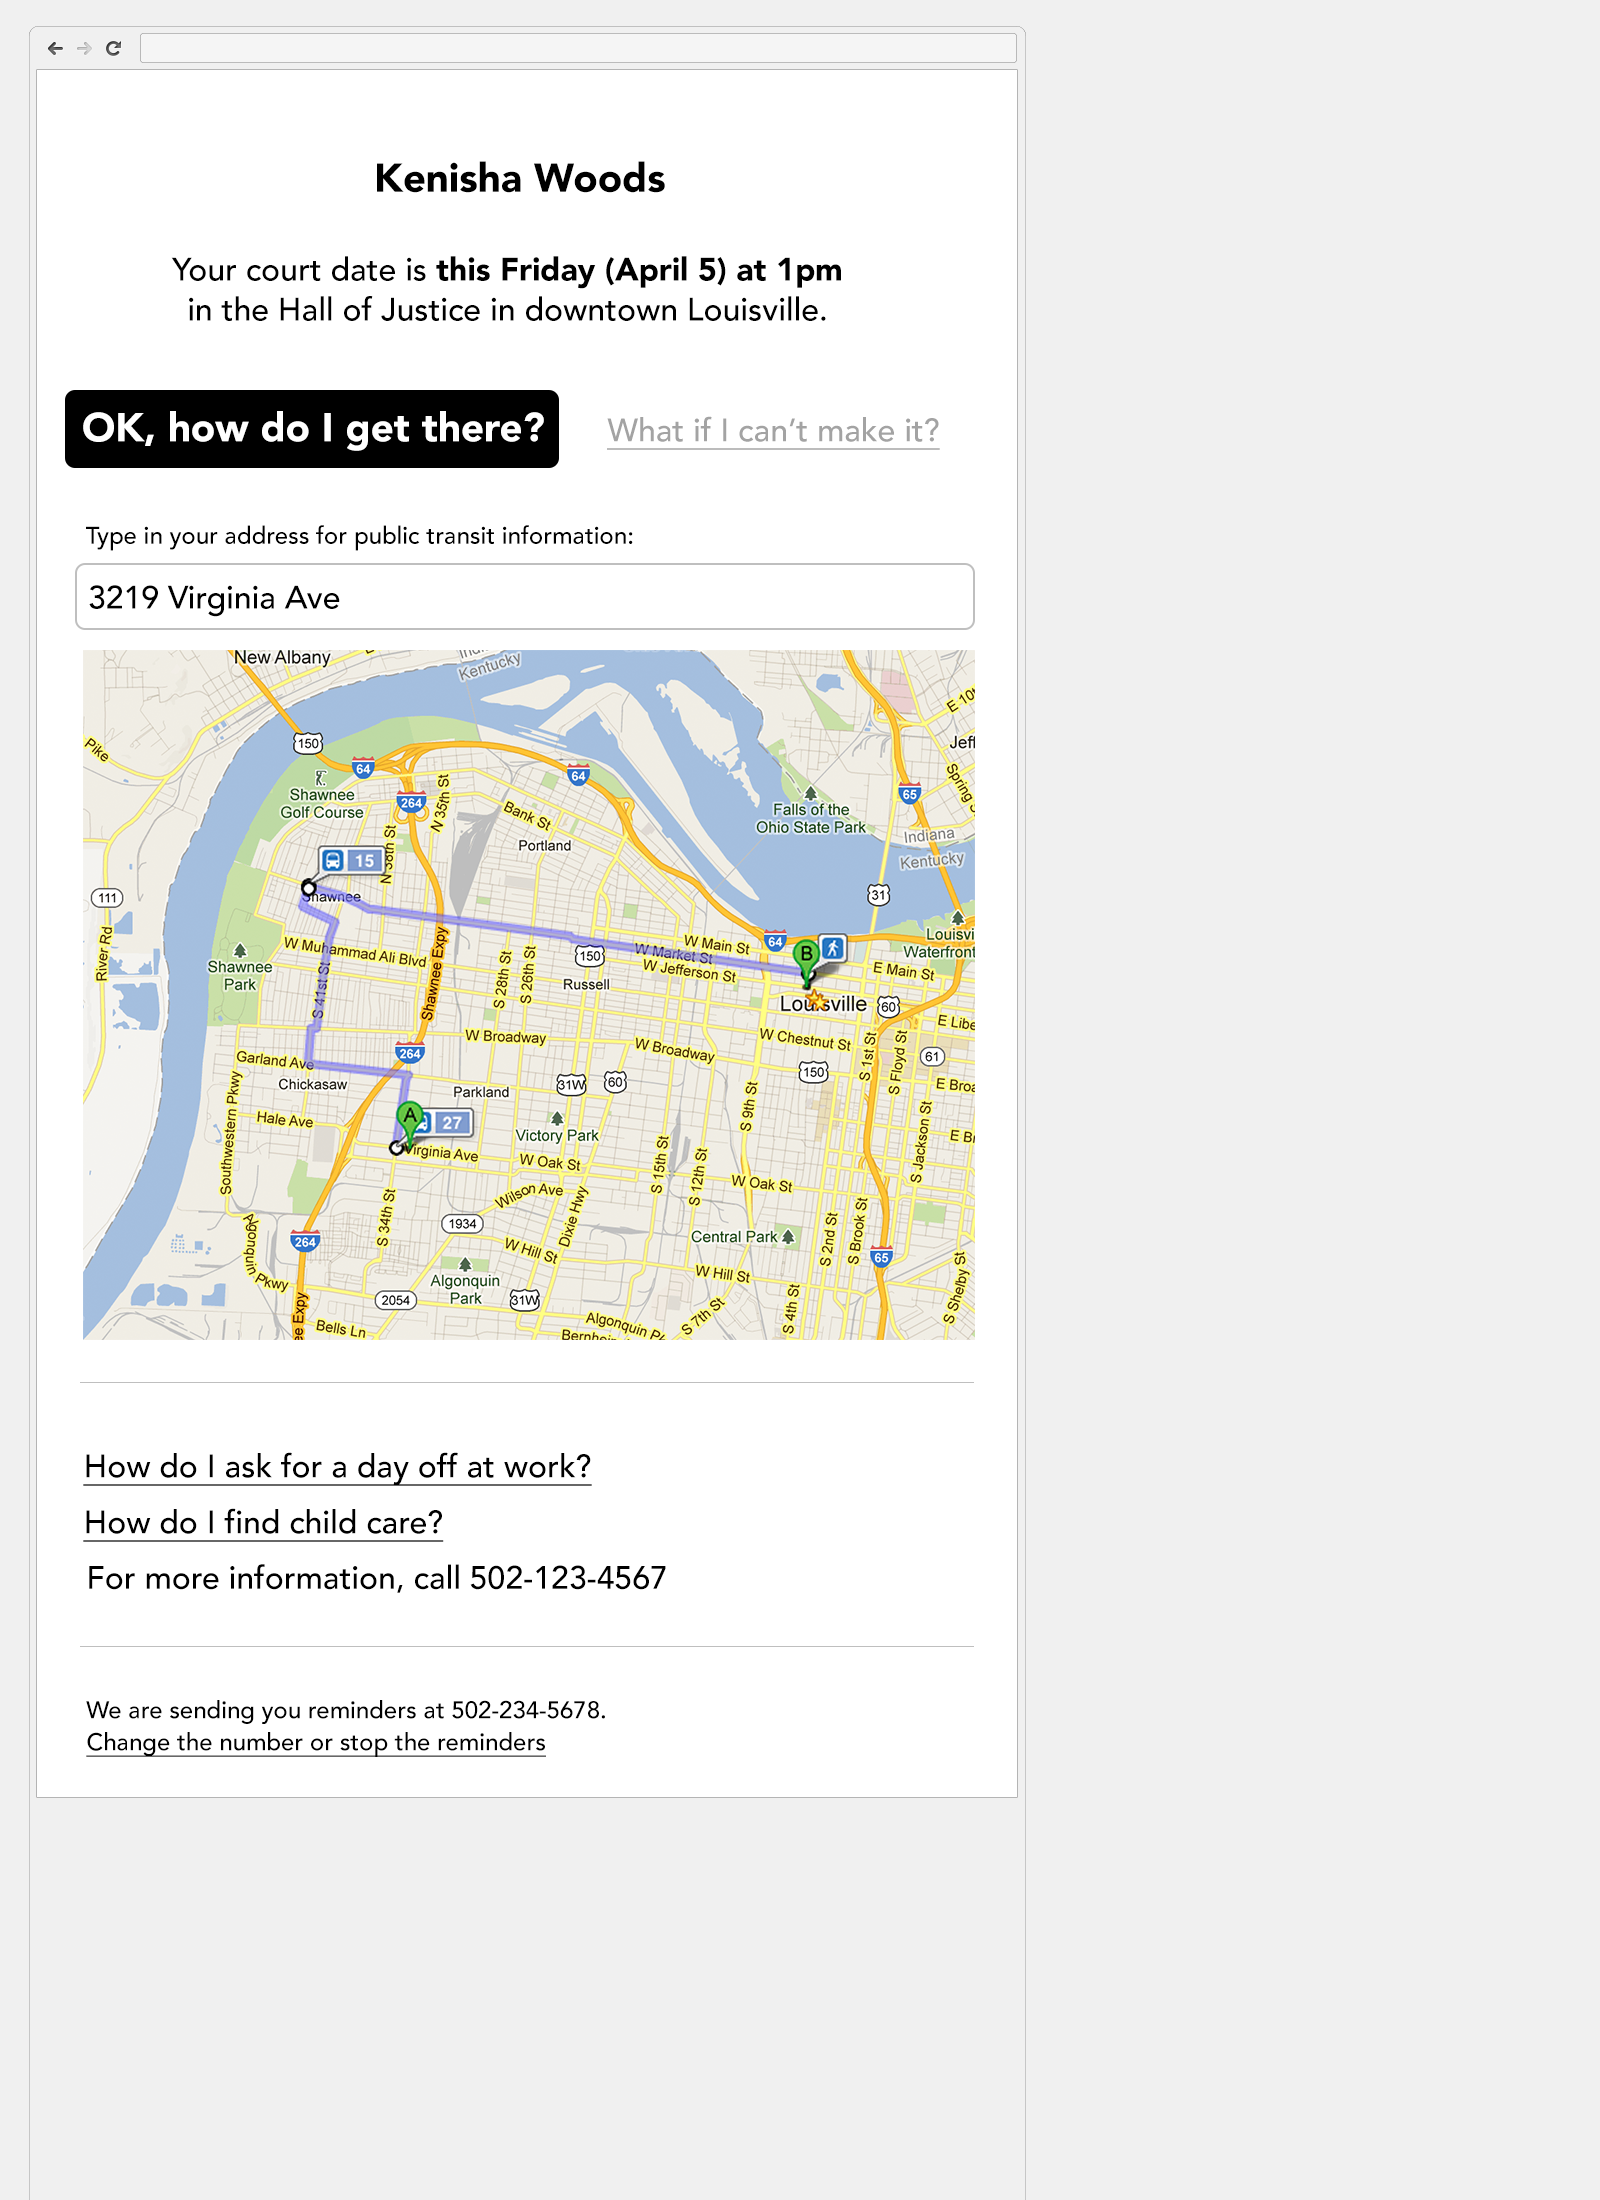 Kenisha Woods
Your court date is this Friday (April 5) at 1pm
in the Hall of Justice in downtown Louisville.
OK, how do I get there?
What if I can’t make it?
Type in your address for public transit information:
3219 Virginia Ave
New Albany
Kentucky
E 10th
Pike
150
Jeff
64
64
Spring
Shawnee
Golf Course
264
N 35th St
65
Bank St
Falls of the
Ohio State Park
Indiana
Portland
N 38th St
15
Kentucky
111
Shawnee
31
River Rd
W Muhammad Ali Blvd
Shawnee Expy
150
W Main St
W Market St
W Jefferson St
64
B
Louisvi
Waterfront
Shawnee
Park
S 41st St
S 28th St
S 26th St
Russell
E Main St
Louisville
60
W Broadway
W Broadway
W Chestnut St
S 1st St
S Floyd St
E Libe
Garland Ave
264
61
Chickasaw
Parkland
31W
60
150
E Broa
Southwestern Pkwy
Hale Ave
A
27
Victory Park
S 9th St
S Jackson St
E Br
Virginia Ave
W Oak St
S 15th St
S 12th St
W Oak St
Wilson Ave
S 34th St
Dixie Hwy
1934
264
Algonquin Pkwy
W Hill St
Central Park
S 2nd St
S Brook St
65
Algonquin
Park
W Hill St
S Shelby St
2054
31W
S 7th St
S 4th St
ee Expy
Bells Ln
Algonquin P
Bernhei
How do I ask for a day off at work?
How do I find child care?
For more information, call 502-123-4567
We are sending you reminders at 502-234-5678.
Change the number or stop the reminders